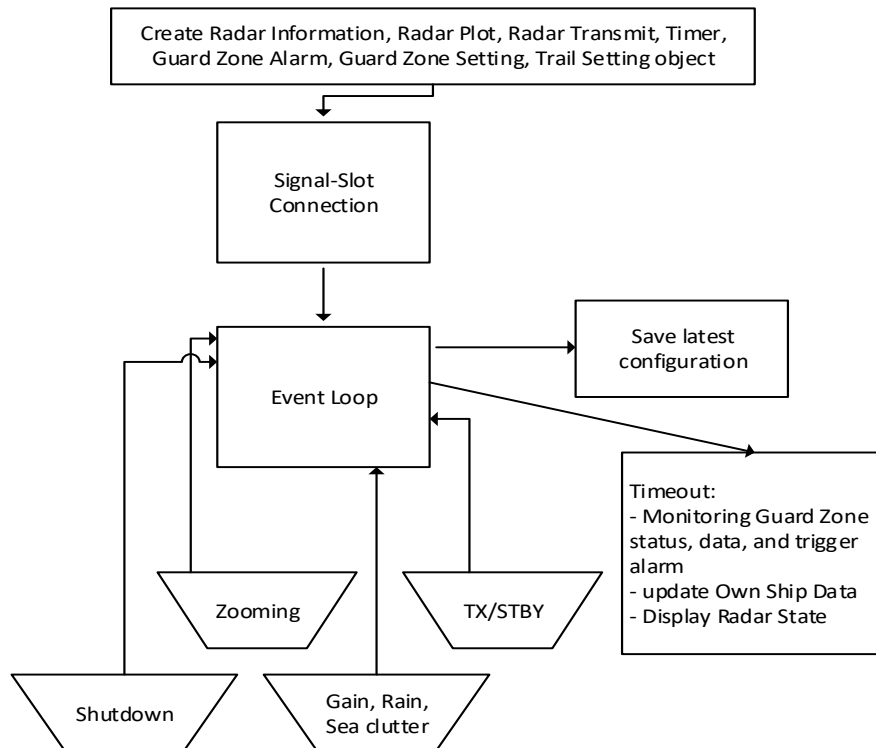 Create Radar Information, Radar Plot, Radar Transmit, Timer,
Guard Zone Alarm, Guard Zone Setting, Trail Setting object
Signal-Slot
Connection
Event Loop
Save latest
configuration
Timeout:
- Monitoring Guard Zone
status, data, and trigger
alarm
- update Own Ship Data
- Display Radar State
Zooming
TX/STBY
Shutdown
Gain, Rain,
Sea clutter